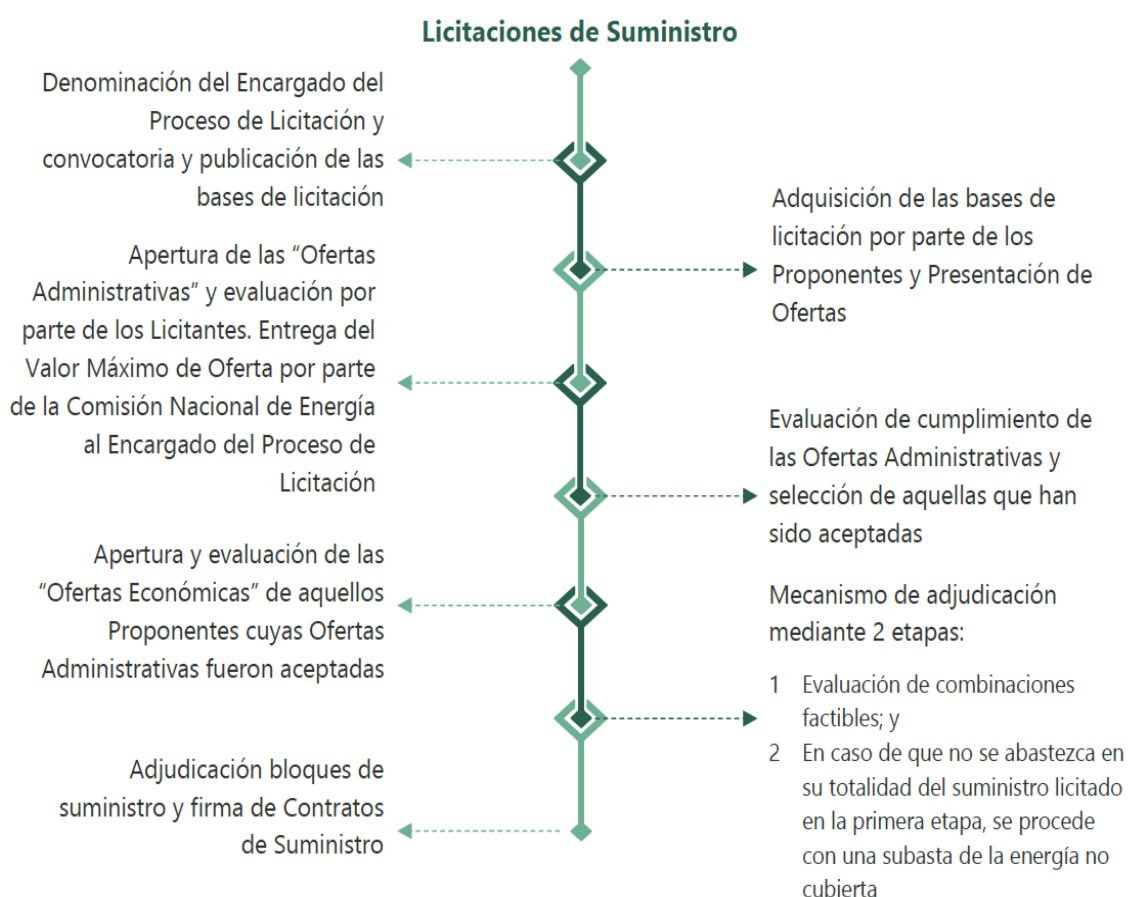 Licitaciones de Suministro
Denominación del Encargado del
Proceso de Licitación y
convocatoria y publicación de las
bases de licitación
Adquisición de las bases de
licitación por parte de los
Proponentes y Presentación de
Ofertas
Apertura de las “Ofertas
Administrativas” y evaluación por
parte de los Licitantes. Entrega del
Valor Máximo de Oferta por parte
de la Comisión Nacional de Energía
al Encargado del Proceso de
Licitación
Evaluación de cumplimiento de
las Ofertas Administrativas y
selección de aquellas que han
sido aceptadas
Apertura y evaluación de las
“Ofertas Económicas” de aquellos
Proponentes cuyas Ofertas
Administrativas fueron aceptadas
Mecanismo de adjudicación
mediante 2 etapas:
1 Evaluación de combinaciones
factibles; y
2 En caso de que no se abastezca en
su totalidad del suministro licitado
en la primera etapa, se procede
con una subasta de la energía no
cubierta
Adjudicación bloques de
suministro y firma de Contratos
de Suministro